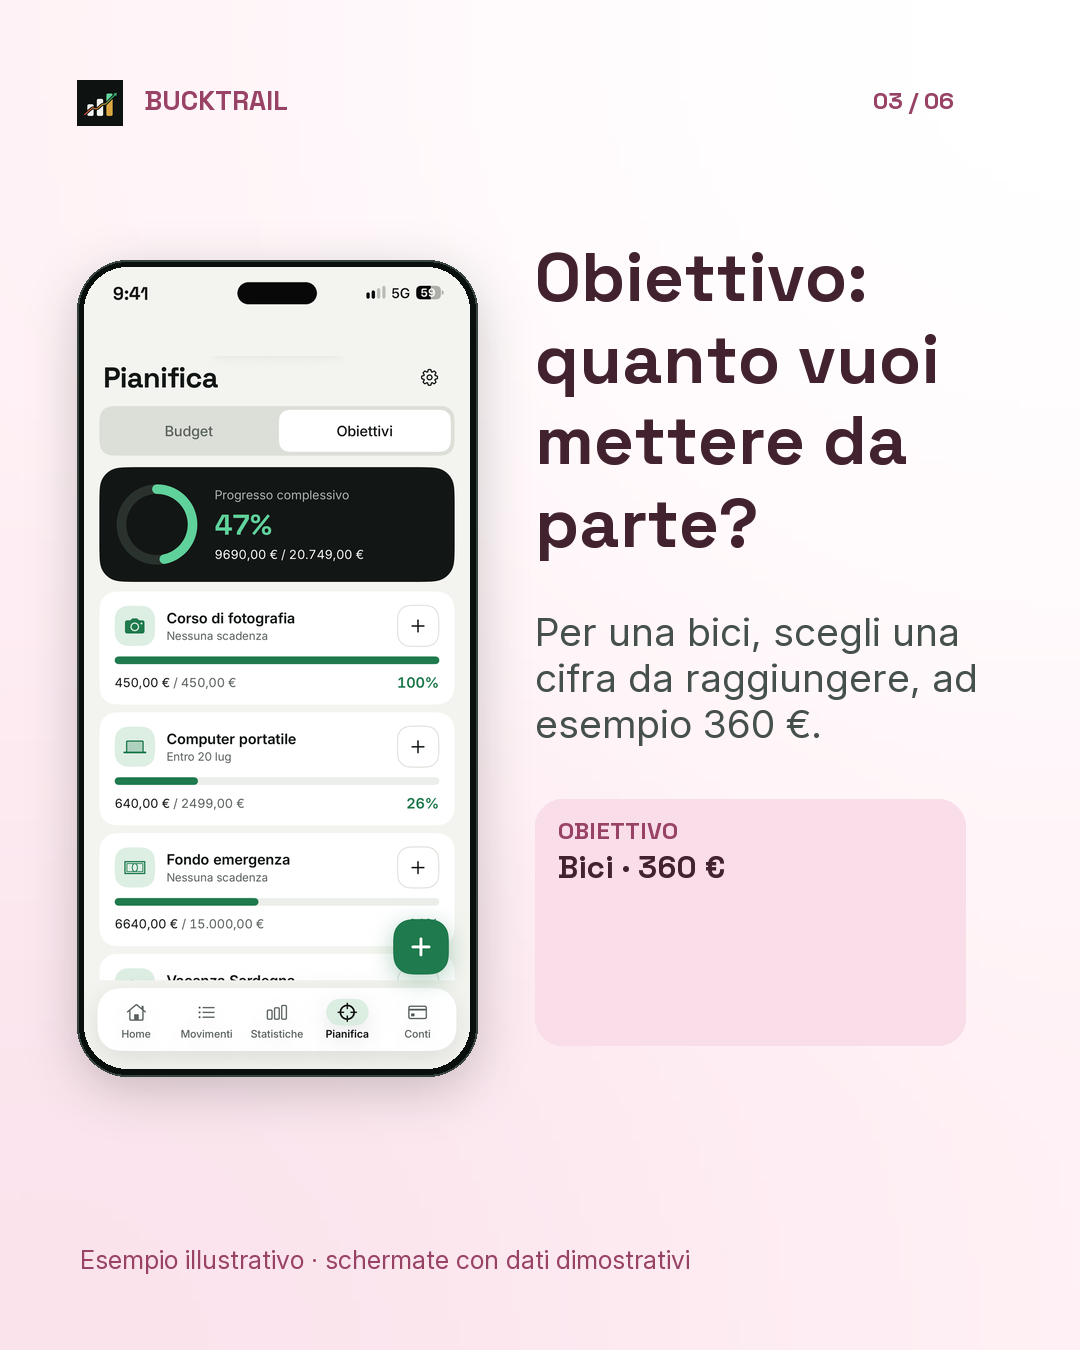 BUCKTRAIL
03 / 06
9:41
5G
59
Pianifica
Budget
Obiettivi
Progresso complessivo
47%
9690,00 € / 20.749,00 €
Corso di fotografia
Nessuna scadenza
450,00 € / 450,00 €
100%
Computer portatile
Entro 20 lug
640,00 € / 2499,00 €
26%
Fondo emergenza
Nessuna scadenza
6640,00 € / 15.000,00 €
Vacanza Sardegna
Home
Movimenti
Statistiche
Pianifica
Conti
Obiettivo:
quanto vuoi
mettere da
parte?
Per una bici, scegli una
cifra da raggiungere, ad
esempio 360 €.
OBIETTIVO
Bici · 360 €
Esempio illustrativo · schermate con dati dimostrativi